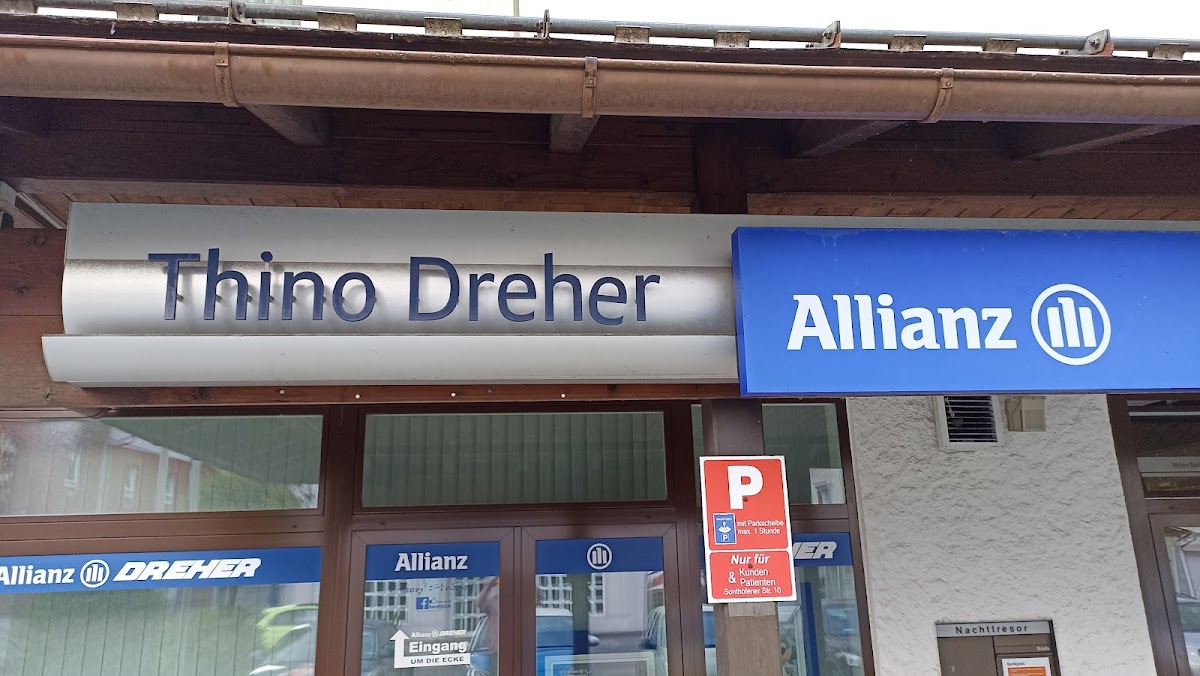 Thino Dreher
Allianz
P
mit Parkscheibe
max. 1 Stunde
P
Nur für
& Kunden
Patienten
Sonthofener Str. 10
Allianz DREHER
Allianz
Allianz DREHER
Eingang
UM DIE ECKE
ER
Nachttresor